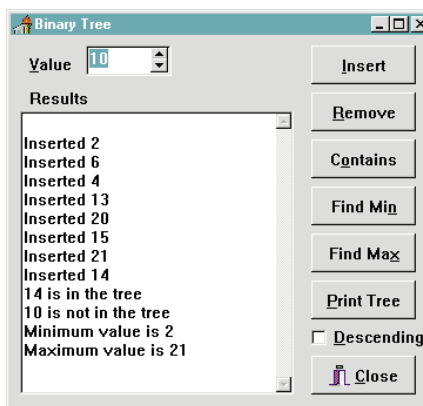 Binary Tree
Value 10
Insert
Results
Remove
Inserted 2
Inserted 6
Contains
Inserted 4
Inserted 13
Find Min
Inserted 20
Inserted 15
Find Max
Inserted 21
Inserted 14
14 is in the tree
Print Tree
10 is not in the tree
Minimum value is 2
Descending
Maximum value is 21
Close